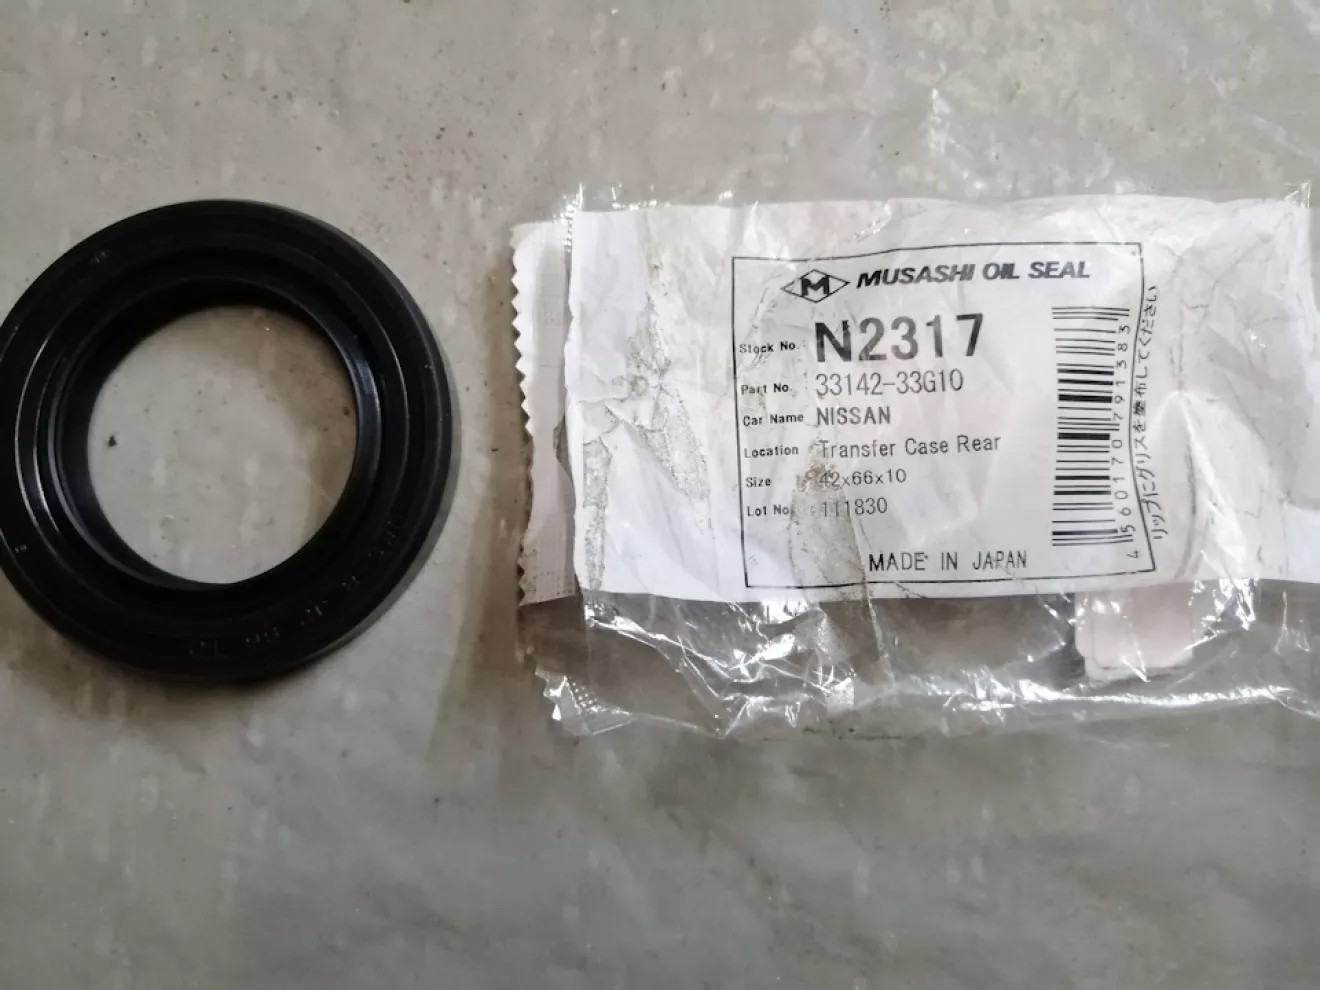 M MUSASHI OIL SEAL
Stock No. : N2317
Part No. : 33142-33G10
Car Name : NISSAN
Location : Transfer Case Rear
Size : 42x66x10
Lot No. : 111830
MADE IN JAPAN
4560170791383
リップにグリスを塗布してください